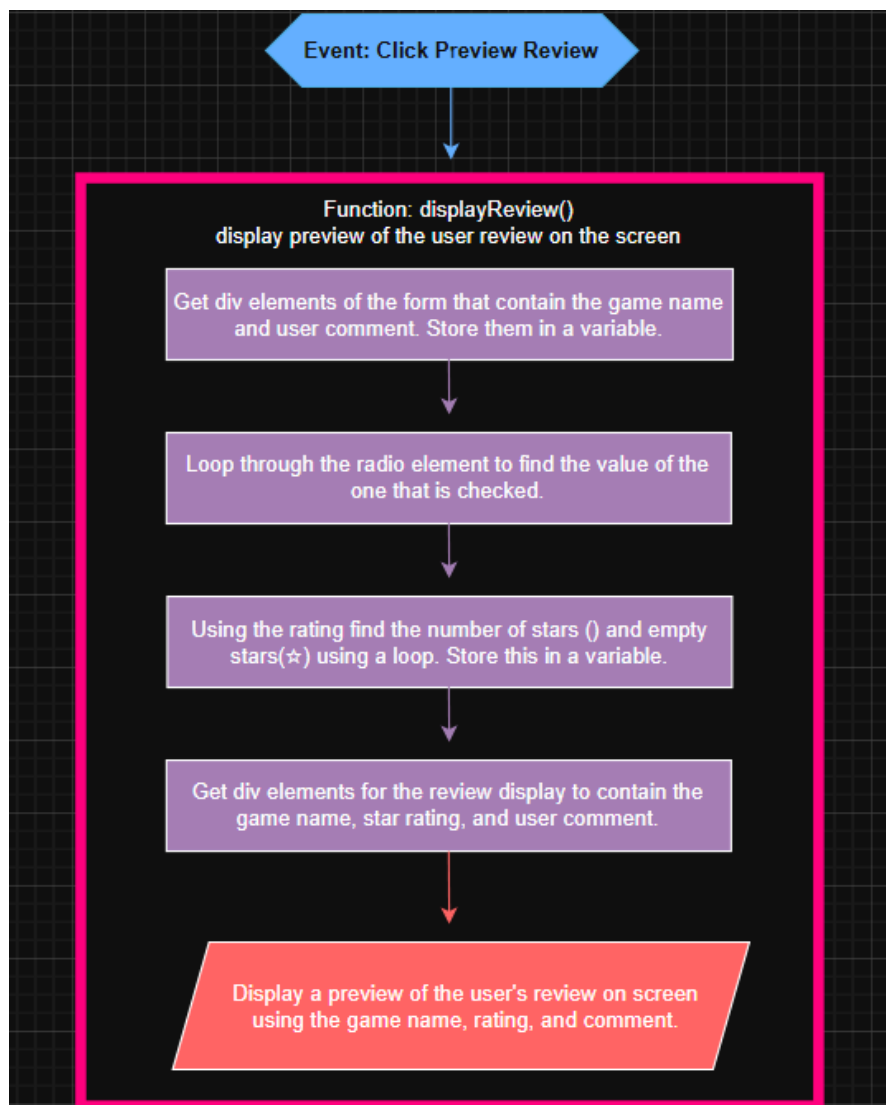 Event: Click Preview Review
Function: displayReview()
display preview of the user review on the screen
Get div elements of the form that contain the game name
and user comment. Store them in a variable.
Loop through the radio element to find the value of the
one that is checked.
Using the rating find the number of stars () and empty
stars(☆) using a loop. Store this in a variable.
Get div elements for the review display to contain the
game name, star rating, and user comment.
Display a preview of the user's review on screen
using the game name, rating, and comment.